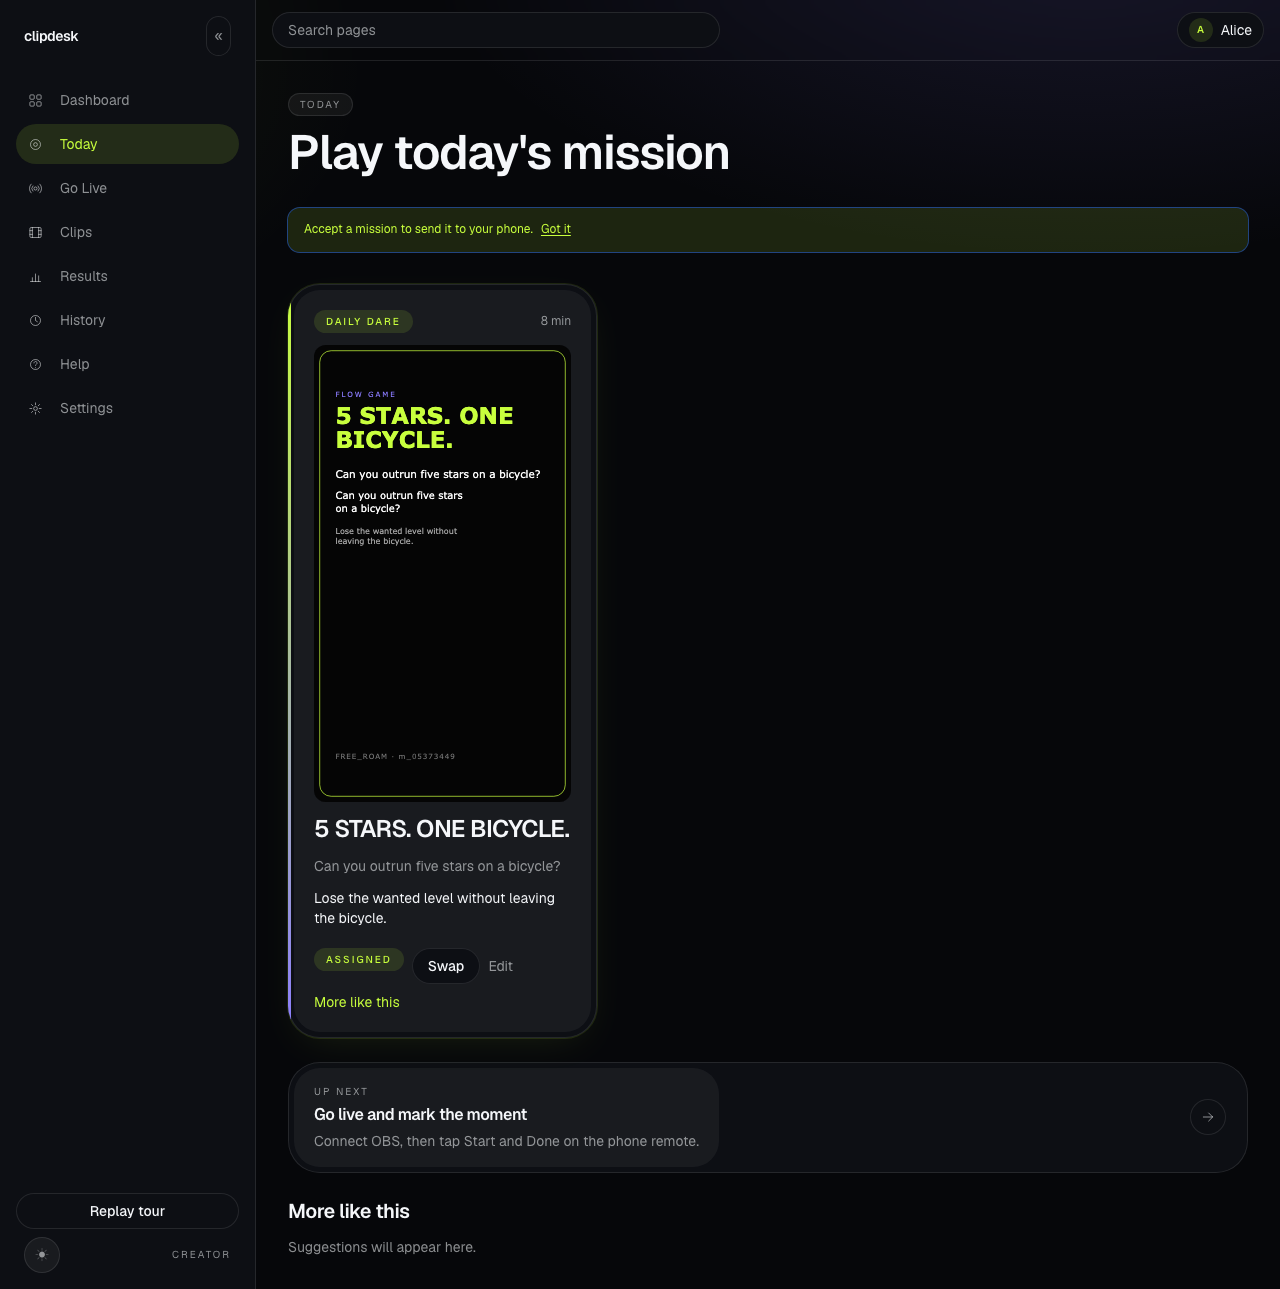 clipdesk
«
Search pages
A
Alice
Dashboard
Today
Go Live
Clips
Results
History
Help
Settings
TODAY
Play today's mission
Accept a mission to send it to your phone. Got it
DAILY DARE
8 min
FLOW GAME
5 STARS. ONE
BICYCLE.
Can you outrun five stars on a bicycle?
Can you outrun five stars
on a bicycle?
Lose the wanted level without
leaving the bicycle.
FREE_ROAM · m_05373449
5 STARS. ONE BICYCLE.
Can you outrun five stars on a bicycle?
Lose the wanted level without leaving
the bicycle.
ASSIGNED
Swap
Edit
More like this
UP NEXT
Go live and mark the moment
Connect OBS, then tap Start and Done on the phone remote.
More like this
Suggestions will appear here.
Replay tour
CREATOR